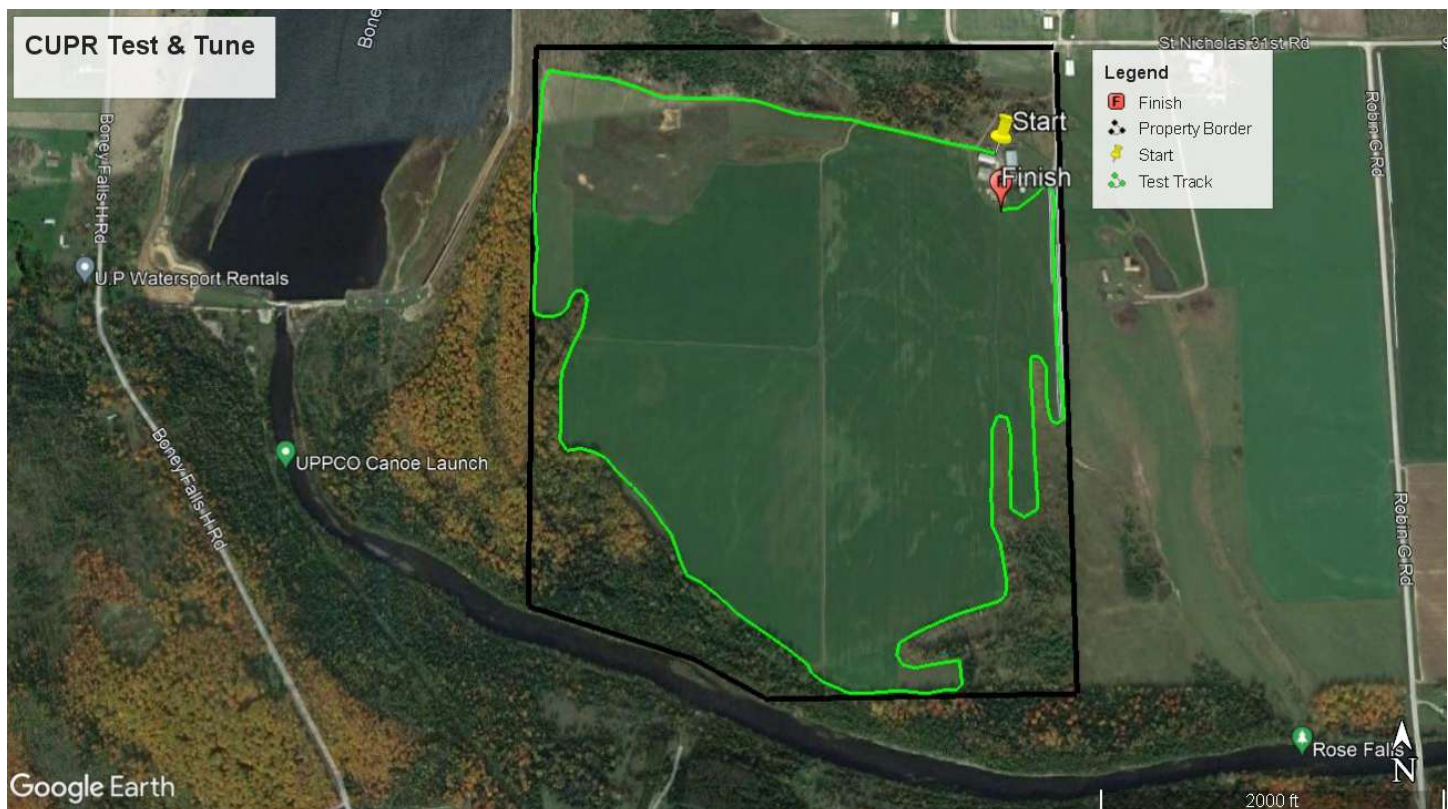 CUPR Test & Tune
Bone
St Nicholas 31st Rd
S
Legend
F Finish
Property Border
Start
Test Track
Boney Falls H Rd
Robin G Rd
Start
F
Finish
U.P Watersport Rentals
UPPCO Canoe Launch
Boney Falls H Rd
Robin G Rd
Rose Falls
N
Google Earth
2000 ft